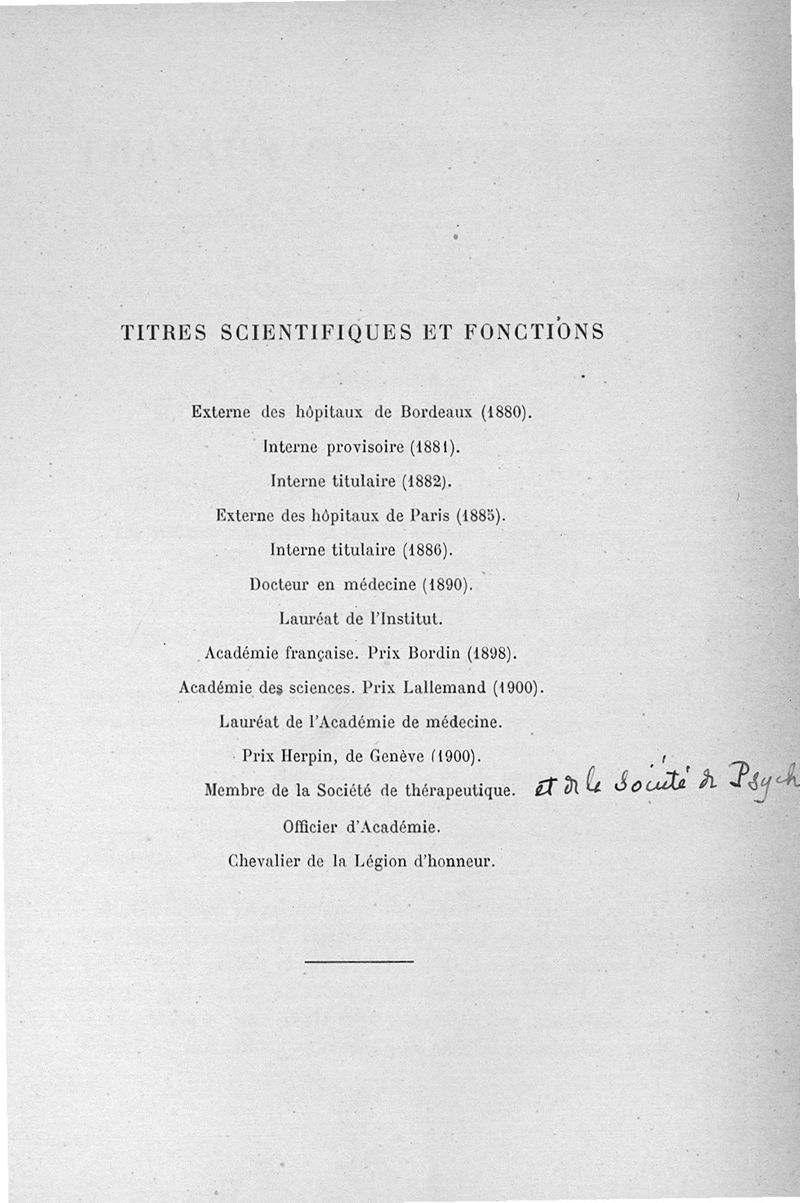 TITRES SCIENTIFIQUES ET FONCTIONS
Externe des hôpitaux de Bordeaux (1880).
Interne provisoire (1881).
Interne titulaire (1882).
Externe des hôpitaux de Paris (1885).
Interne titulaire (1886).
Docteur en médecine (1890).
Lauréat de l'Institut.
Académie française. Prix Bordin (1898).
Académie des sciences. Prix Lallemand (1900).
Lauréat de l'Académie de médecine.
Prix Herpin, de Genève (1900).
Membre de la Société de thérapeutique. et de la Société de Psych
Officier d'Académie.
Chevalier de la Légion d'honneur.